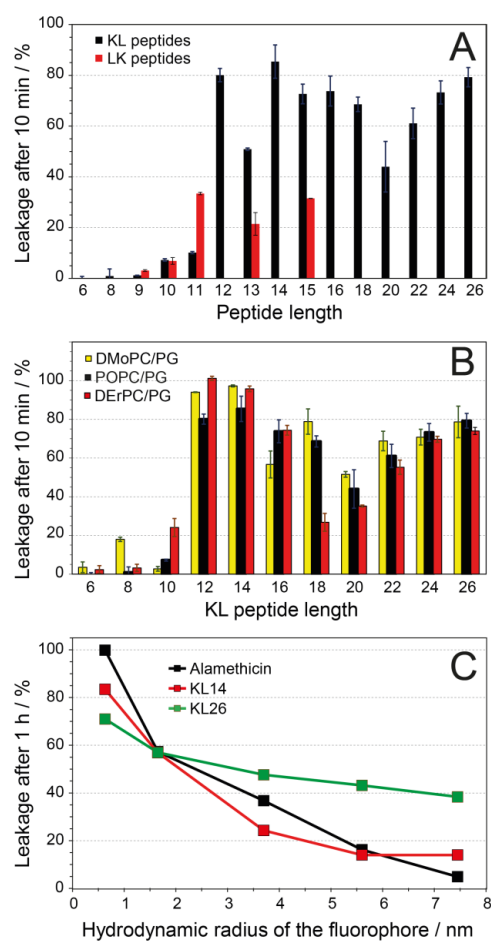 A
KL peptides
LK peptides
Leakage after 10 min / %
100
80
60
40
20
0
6 8 9 10 11 12 13 14 15 16 18 20 22 24 26
Peptide length
B
DMoPC/PG
POPC/PG
DErPC/PG
Leakage after 10 min / %
100
80
60
40
20
0
6 8 10 12 14 16 18 20 22 24 26
KL peptide length
C
Alamethicin
KL14
KL26
Leakage after 1 h / %
100
80
60
40
20
0
0 1 2 3 4 5 6 7 8
Hydrodynamic radius of the fluorophore / nm